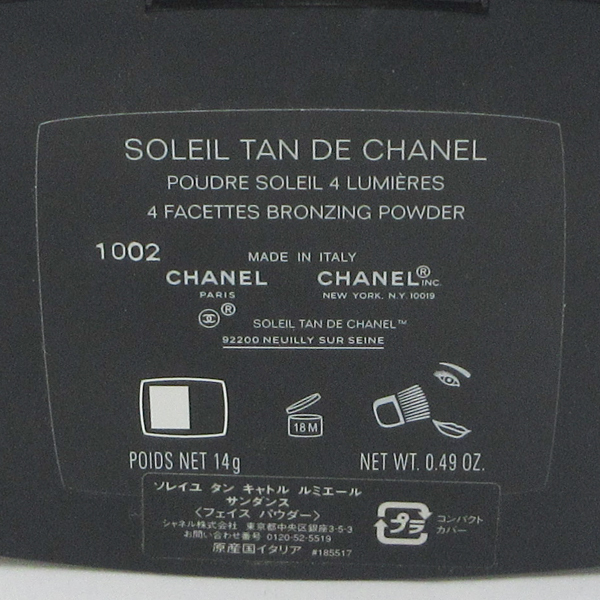 SOLEIL TAN DE CHANEL
POUDRE SOLEIL 4 LUMIÈRES
4 FACETTES BRONZING POWDER
1002
MADE IN ITALY
CHANEL CHANEL® INC.
PARIS NEW YORK. N.Y. 10019
® SOLEIL TAN DE CHANEL™
92200 NEUILLY SUR SEINE
18 M
POIDS NET 14g NET WT. 0.49 OZ.
ソレイユ タン キャトル ルミエール
サンダンス
〈フェイス パウダー〉
シャネル株式会社 東京都中央区銀座3-5-3
お問い合わせ番号 0120-52-5519
原産国イタリア #185517
プラ
コンパクト
カバー